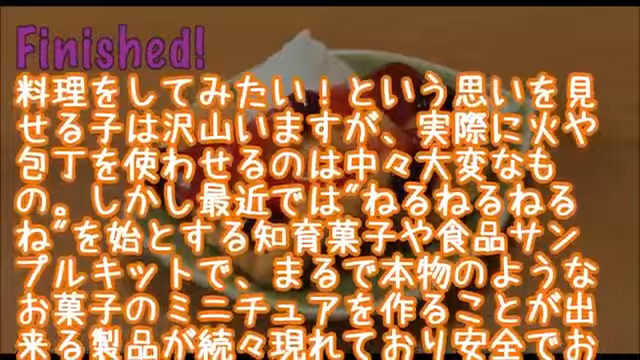 Finished!
料理をしてみたい！という思いを見
せる子は沢山いますが、実際に火や
包丁を使わせるのは中々大変なも
の。しかし最近では"ねるねるねる
ね"を始とする知育菓子や食品サン
プルキットで、まるで本物のような
お菓子のミニチュアを作ることが出
来る製品が続々現れており安全でお